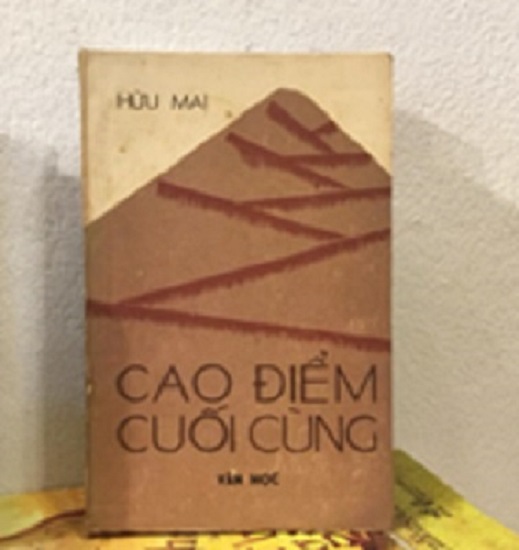 HỮU MAI
CAO ĐIỂM
CUỐI CÙNG
VĂN HỌC